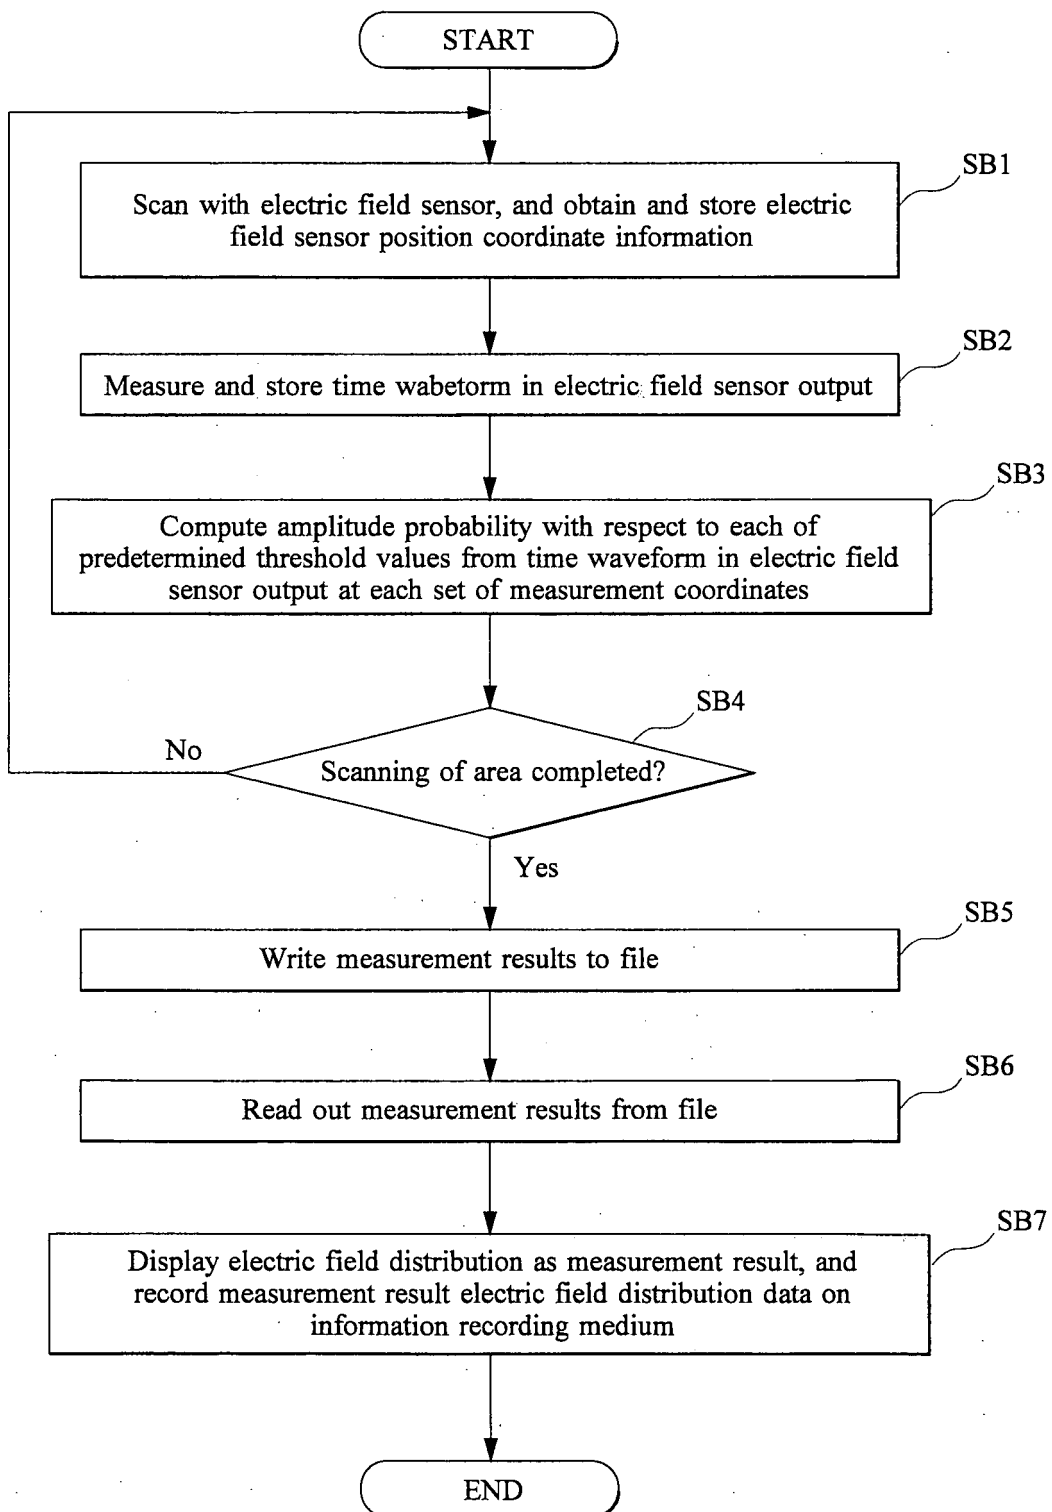 START
SB1
Scan with electric field sensor, and obtain and store electric
field sensor position coordinate information
SB2
Measure and store time wabetorm in electric field sensor output
SB3
Compute amplitude probability with respect to each of
predetermined threshold values from time waveform in electric field
sensor output at each set of measurement coordinates
SB4
No
Scanning of area completed?
Yes
SB5
Write measurement results to file
SB6
Read out measurement results from file
SB7
Display electric field distribution as measurement result, and
record measurement result electric field distribution data on
information recording medium
END